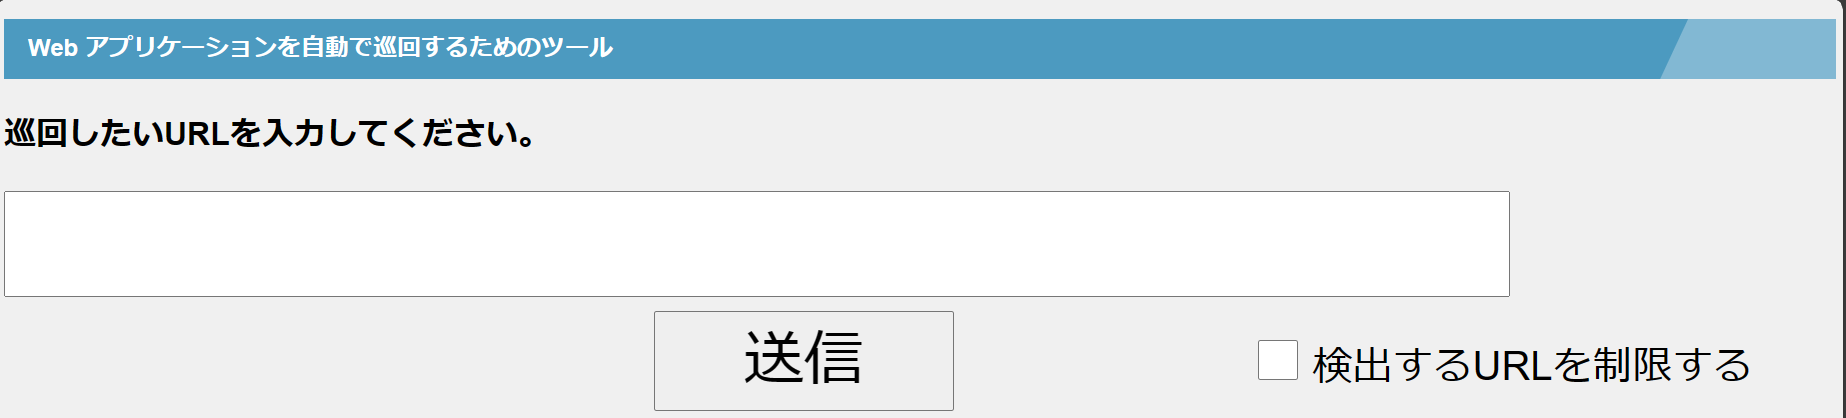 Web アプリケーションを自動で巡回するためのツール
巡回したいURLを入力してください。
送信
検出するURLを制限する